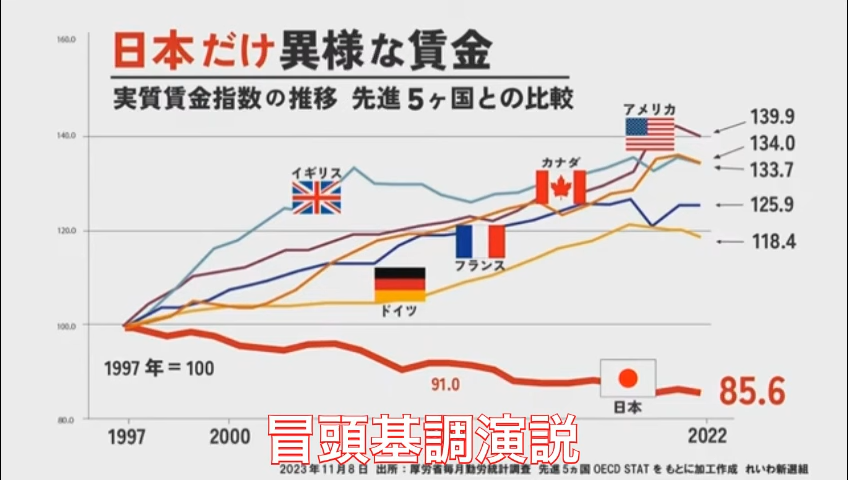 日本だけ異様な賃金
実質賃金指数の推移 先進5ヶ国との比較
160.0
140.0
120.0
100.0
80.0
アメリカ
カナダ
イギリス
フランス
ドイツ
139.9
134.0
133.7
125.9
118.4
1997年=100
91.0
日本
85.6
1997
2000
2022
冒頭基調演説
2023年11月8日 出所:厚労省毎月勤労統計調査 先進5ヵ国 OECD STAT をもとに加工作成 れいわ新選組